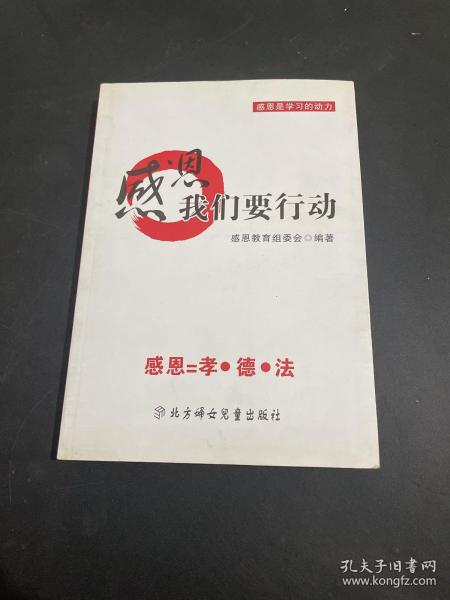 感恩是学习的动力
感恩
我们要行动
感恩教育组委会◎编著
感恩=孝●德●法
北方婦女兒童出版社
孔夫子旧书网
www.kongfz.com